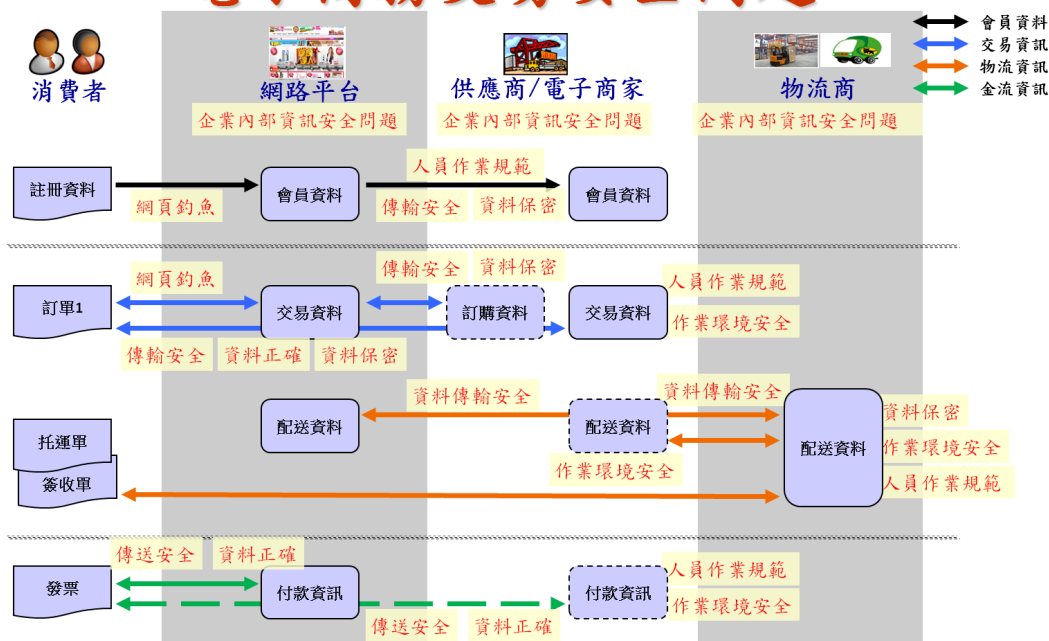 電子商務交易安全問題
會員資料
交易資訊
物流資訊
金流資訊
消費者
網路平台
供應商/電子商家
物流商
企業內部資訊安全問題
企業內部資訊安全問題
企業內部資訊安全問題
人員作業規範
註冊資料
會員資料
會員資料
網頁釣魚
傳輸安全
資料保密
傳輸安全
資料保密
網頁釣魚
人員作業規範
訂單1
交易資料
訂購資料
交易資料
作業環境安全
傳輸安全
資料正確
資料保密
資料傳輸安全
資料傳輸安全
配送資料
配送資料
資料保密
托運單
配送資料
作業環境安全
作業環境安全
簽收單
人員作業規範
傳送安全
資料正確
人員作業規範
發票
付款資訊
付款資訊
作業環境安全
傳送安全
資料正確